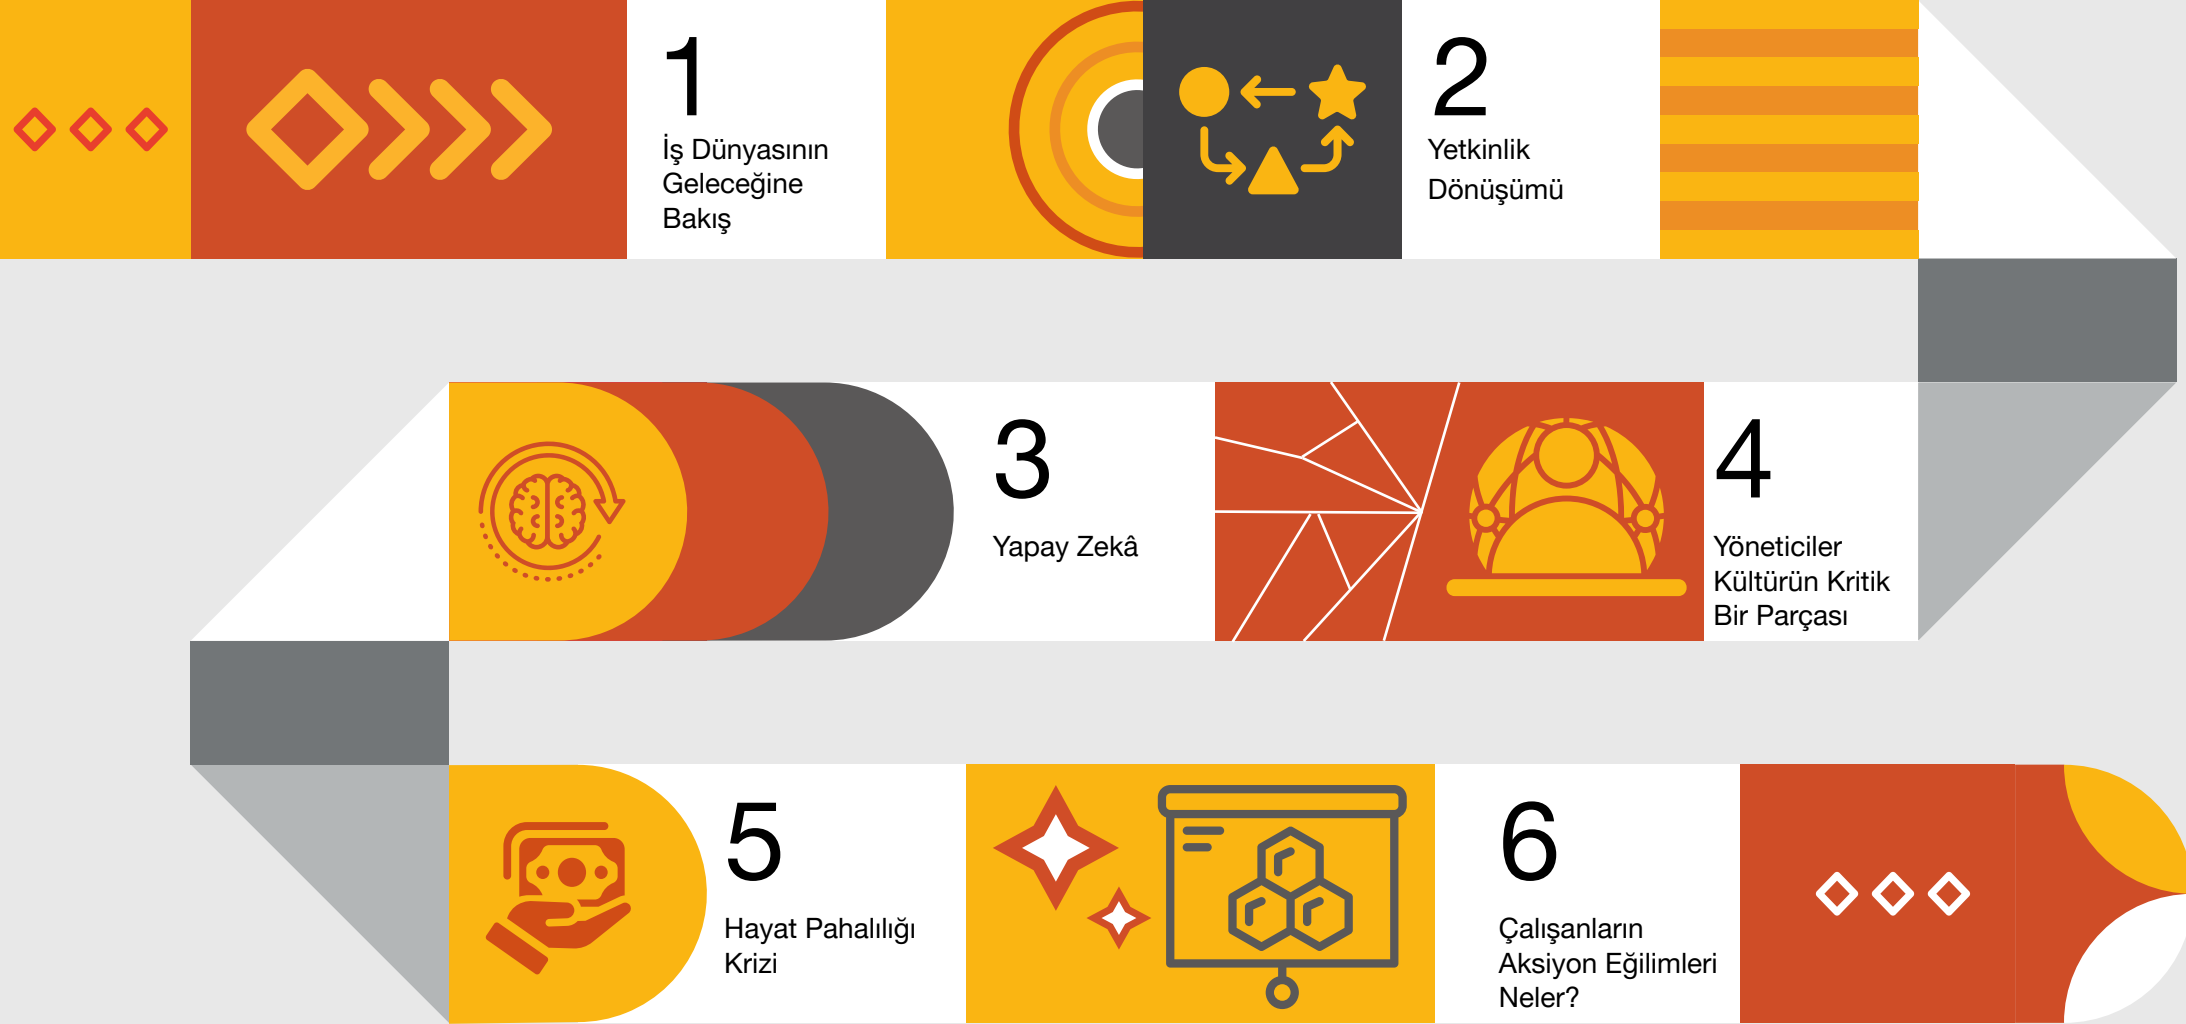 1
İş Dünyasının
Geleceğine
Bakış
2
Yetkinlik
Dönüşümü
3
Yapay Zekâ
4
Yöneticiler
Kültürün Kritik
Bir Parçası
5
Hayat Pahalılığı
Krizi
6
Çalışanların
Aksiyon Eğilimleri
Neler?